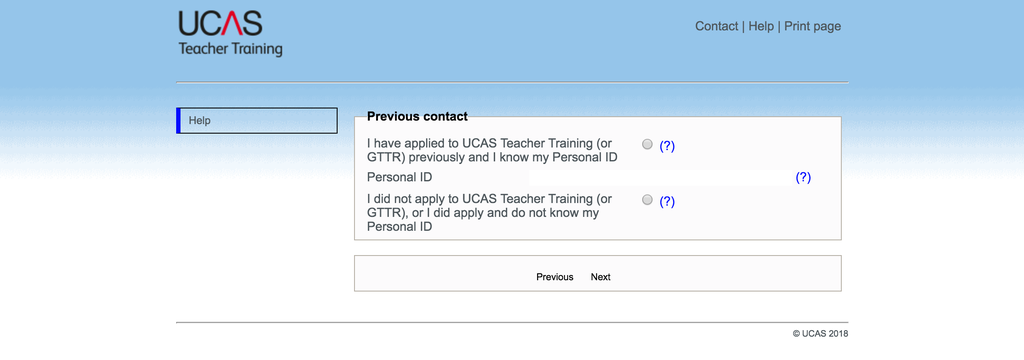 UCAS
Teacher Training
Contact | Help | Print page
Help
Previous contact
I have applied to UCAS Teacher Training (or
GTTR) previously and I know my Personal ID
(?)
Personal ID
(?)
I did not apply to UCAS Teacher Training (or
GTTR), or I did apply and do not know my
Personal ID
(?)
Previous Next
© UCAS 2018